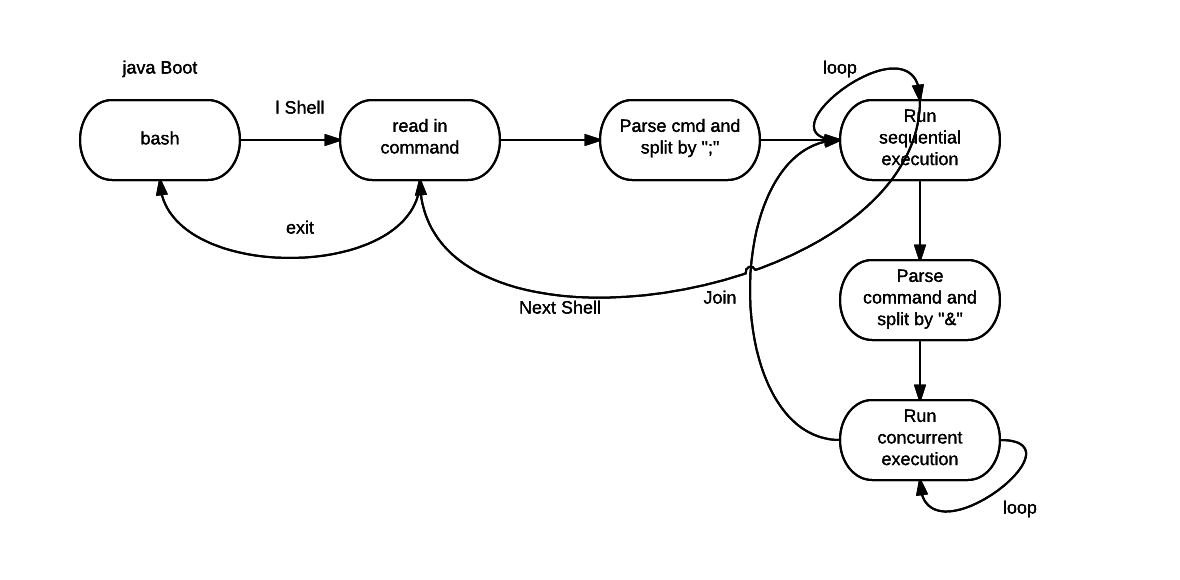 java Boot
bash
l Shell
read in
command
Parse cmd and
split by ";"
loop
Run
sequential
execution
exit
Next Shell
Join
Parse
command and
split by "&"
Run
concurrent
execution
loop